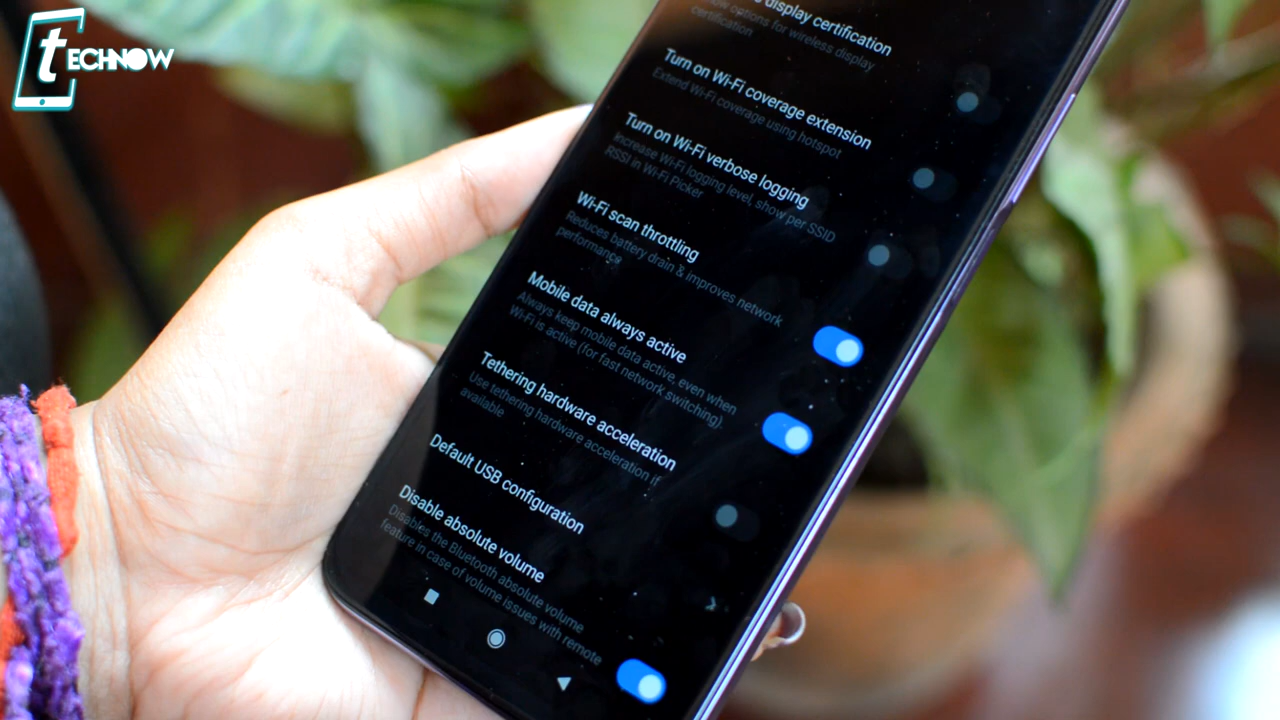 tECHNOW
display certification
options for wireless display
certification
Turn on Wi-Fi coverage extension
Extend Wi-Fi coverage using hotspot
Turn on Wi-Fi verbose logging
Increase Wi-Fi logging level, show per SSID
RSSI in Wi-Fi Picker
Wi-Fi scan throttling
Reduces battery drain & improves network
performance
Mobile data always active
Always keep mobile data active, even when
Wi-Fi is active (for fast network switching).
Tethering hardware acceleration
Use tethering hardware acceleration if
available
Default USB configuration
Disable absolute volume
Disables the Bluetooth absolute volume
feature in case of volume issues with remote